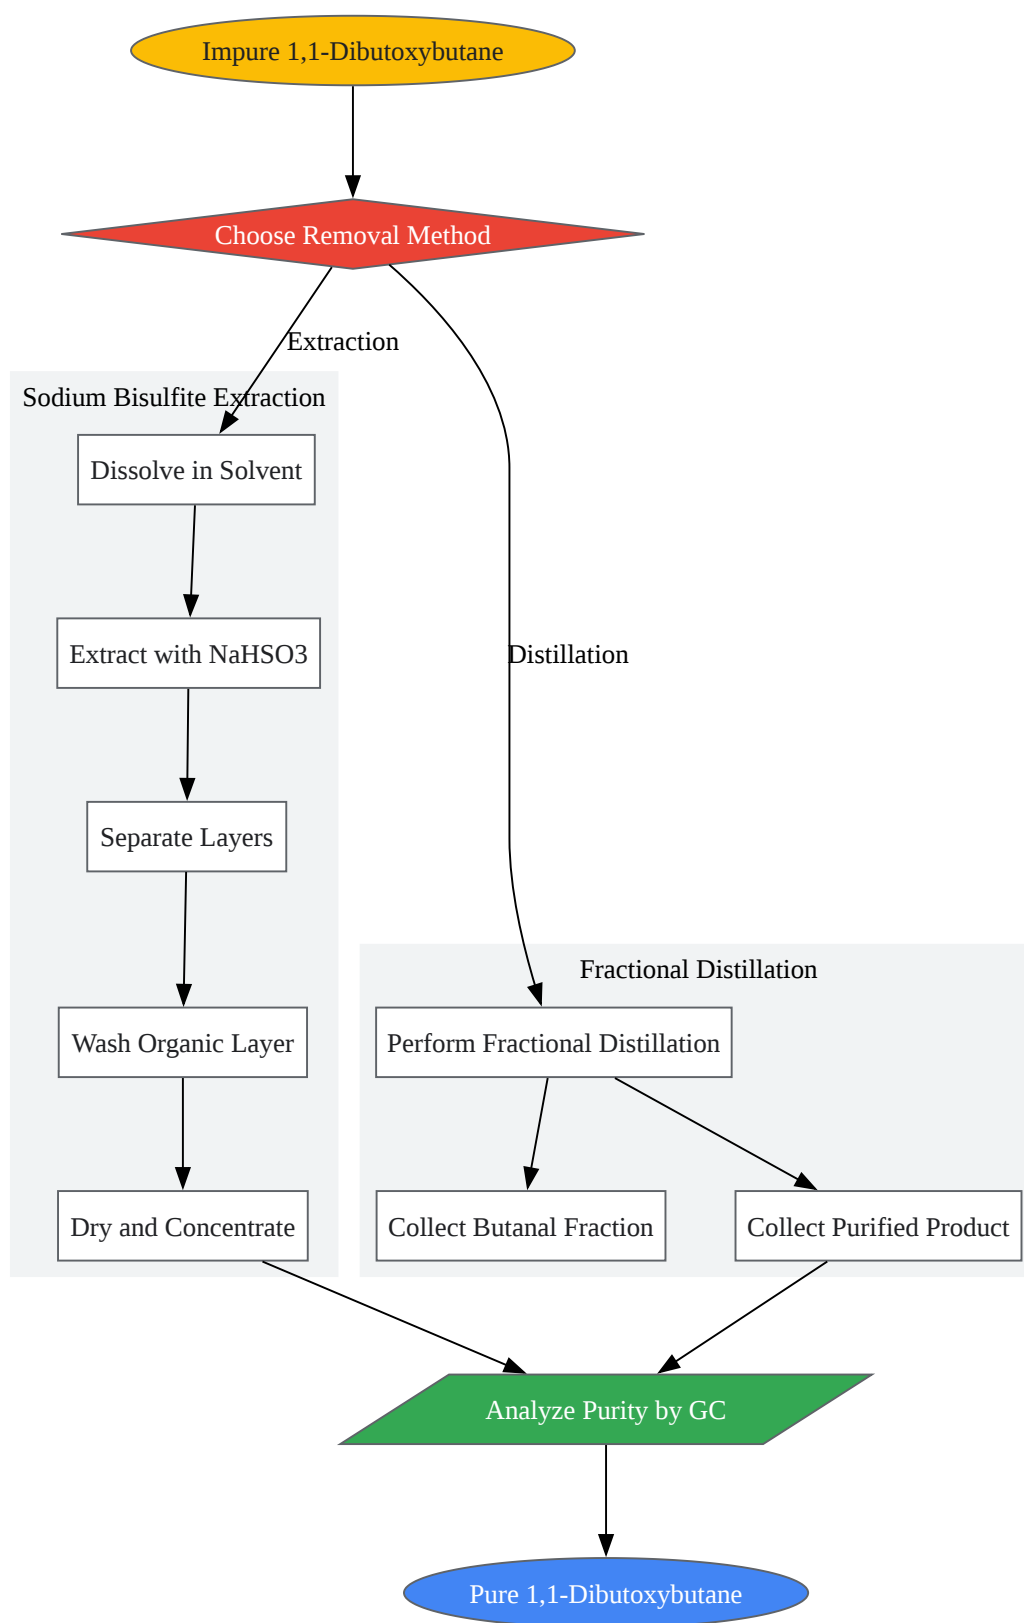 Impure 1,1-Dibutoxybutane
Choose Removal Method
Extraction
Sodium Bisulfite Extraction
Dissolve in Solvent
Extract with NaHSO3
Distillation
Separate Layers
Fractional Distillation
Wash Organic Layer
Perform Fractional Distillation
Dry and Concentrate
Collect Butanal Fraction
Collect Purified Product
Analyze Purity by GC
Pure 1,1-Dibutoxybutane